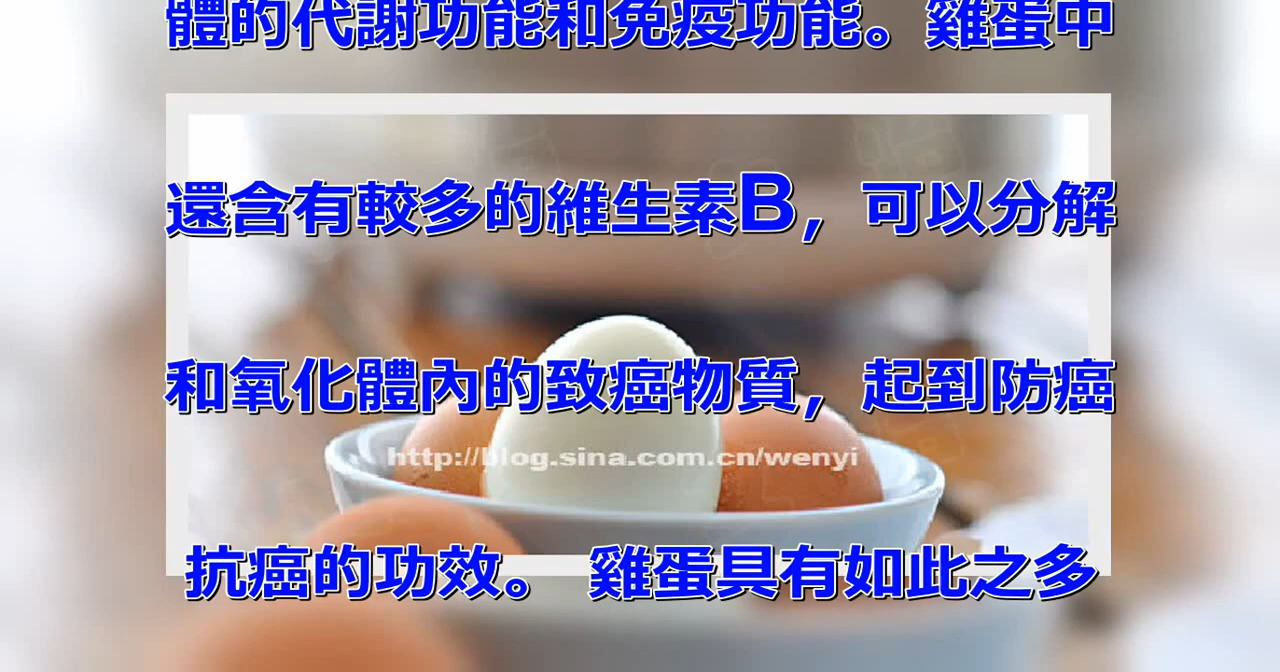 體的代謝功能和免疫功能。雞蛋中
還含有較多的維生素B，可以分解
和氧化體內的致癌物質，起到防癌
http://blog.sina.com.cn/wenyi
抗癌的功效。 雞蛋具有如此之多